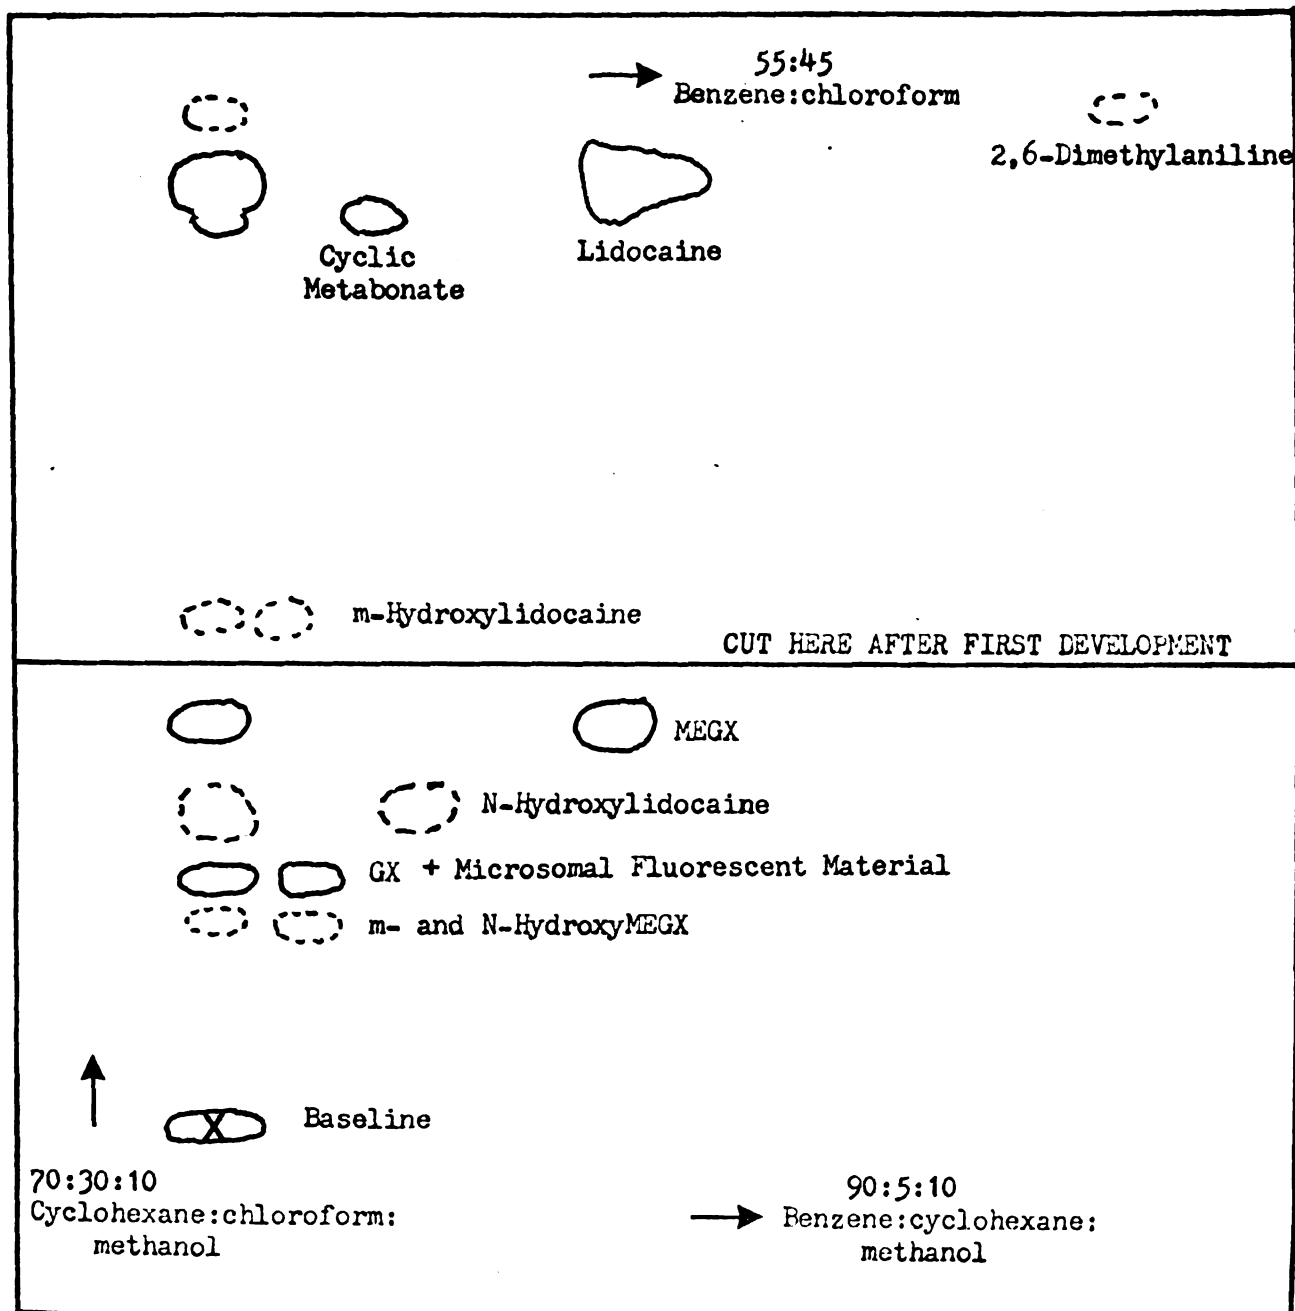 55:45
Benzene:chloroform
2,6-Dimethylaniline
Cyclic
Metabonate
Lidocaine
m-Hydroxylidocaine
CUT HERE AFTER FIRST DEVELOPMENT
MEGX
N-Hydroxylidocaine
GX + Microsomal Fluorescent Material
m- and N-HydroxyMEGX
X Baseline
70:30:10
Cyclohexane:chloroform:
methanol
90:5:10
Benzene:cyclohexane:
methanol